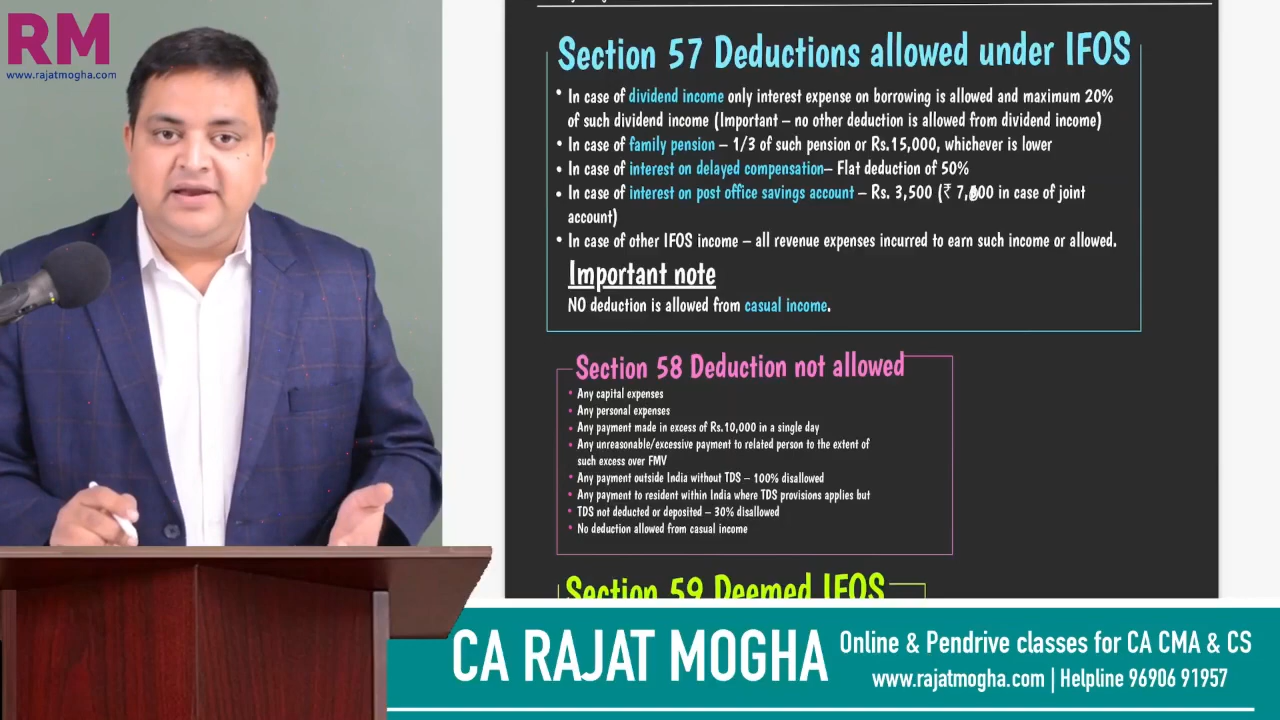 RM
www.rajatmogha.com
Section 57 Deductions allowed under IFOS
• In case of dividend income only interest expense on borrowing is allowed and maximum 20%
of such dividend income (Important – no other deduction is allowed from dividend income)
• In case of family pension – 1/3 of such pension or Rs.15,000, whichever is lower
• In case of interest on delayed compensation– Flat deduction of 50%
• In case of interest on post office savings account – Rs. 3,500 (₹ 7,000 in case of joint
account)
• In case of other IFOS income – all revenue expenses incurred to earn such income or allowed.
Important note
NO deduction is allowed from casual income.
Section 58 Deduction not allowed
• Any capital expenses
• Any personal expenses
• Any payment made in excess of Rs.10,000 in a single day
• Any unreasonable/excessive payment to related person to the extent of
such excess over FMV
• Any payment outside India without TDS – 100% disallowed
• Any payment to resident within India where TDS provisions applies but
• TDS not deducted or deposited – 30% disallowed
• No deduction allowed from casual income
Section 59 Deemed IFOS
CA RAJAT MOGHA
Online & Pendrive classes for CA CMA & CS
www.rajatmogha.com | Helpline 96906 91957